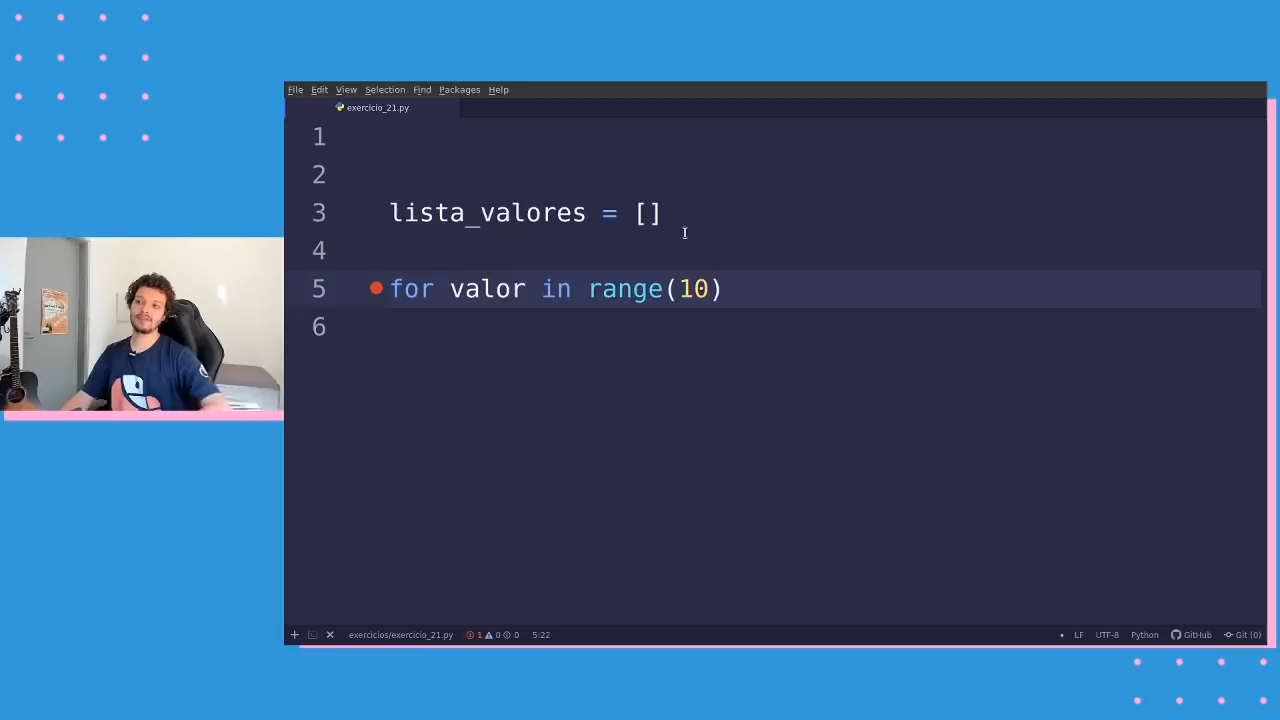 File Edit View Selection Find Packages Help
exercicio_21.py
1
2
3 lista_valores = []
4
5 for valor in range(10)
6
exercicios/exercicio_21.py 1 0 0 5:22 LF UTF-8 Python GitHub Git (0)